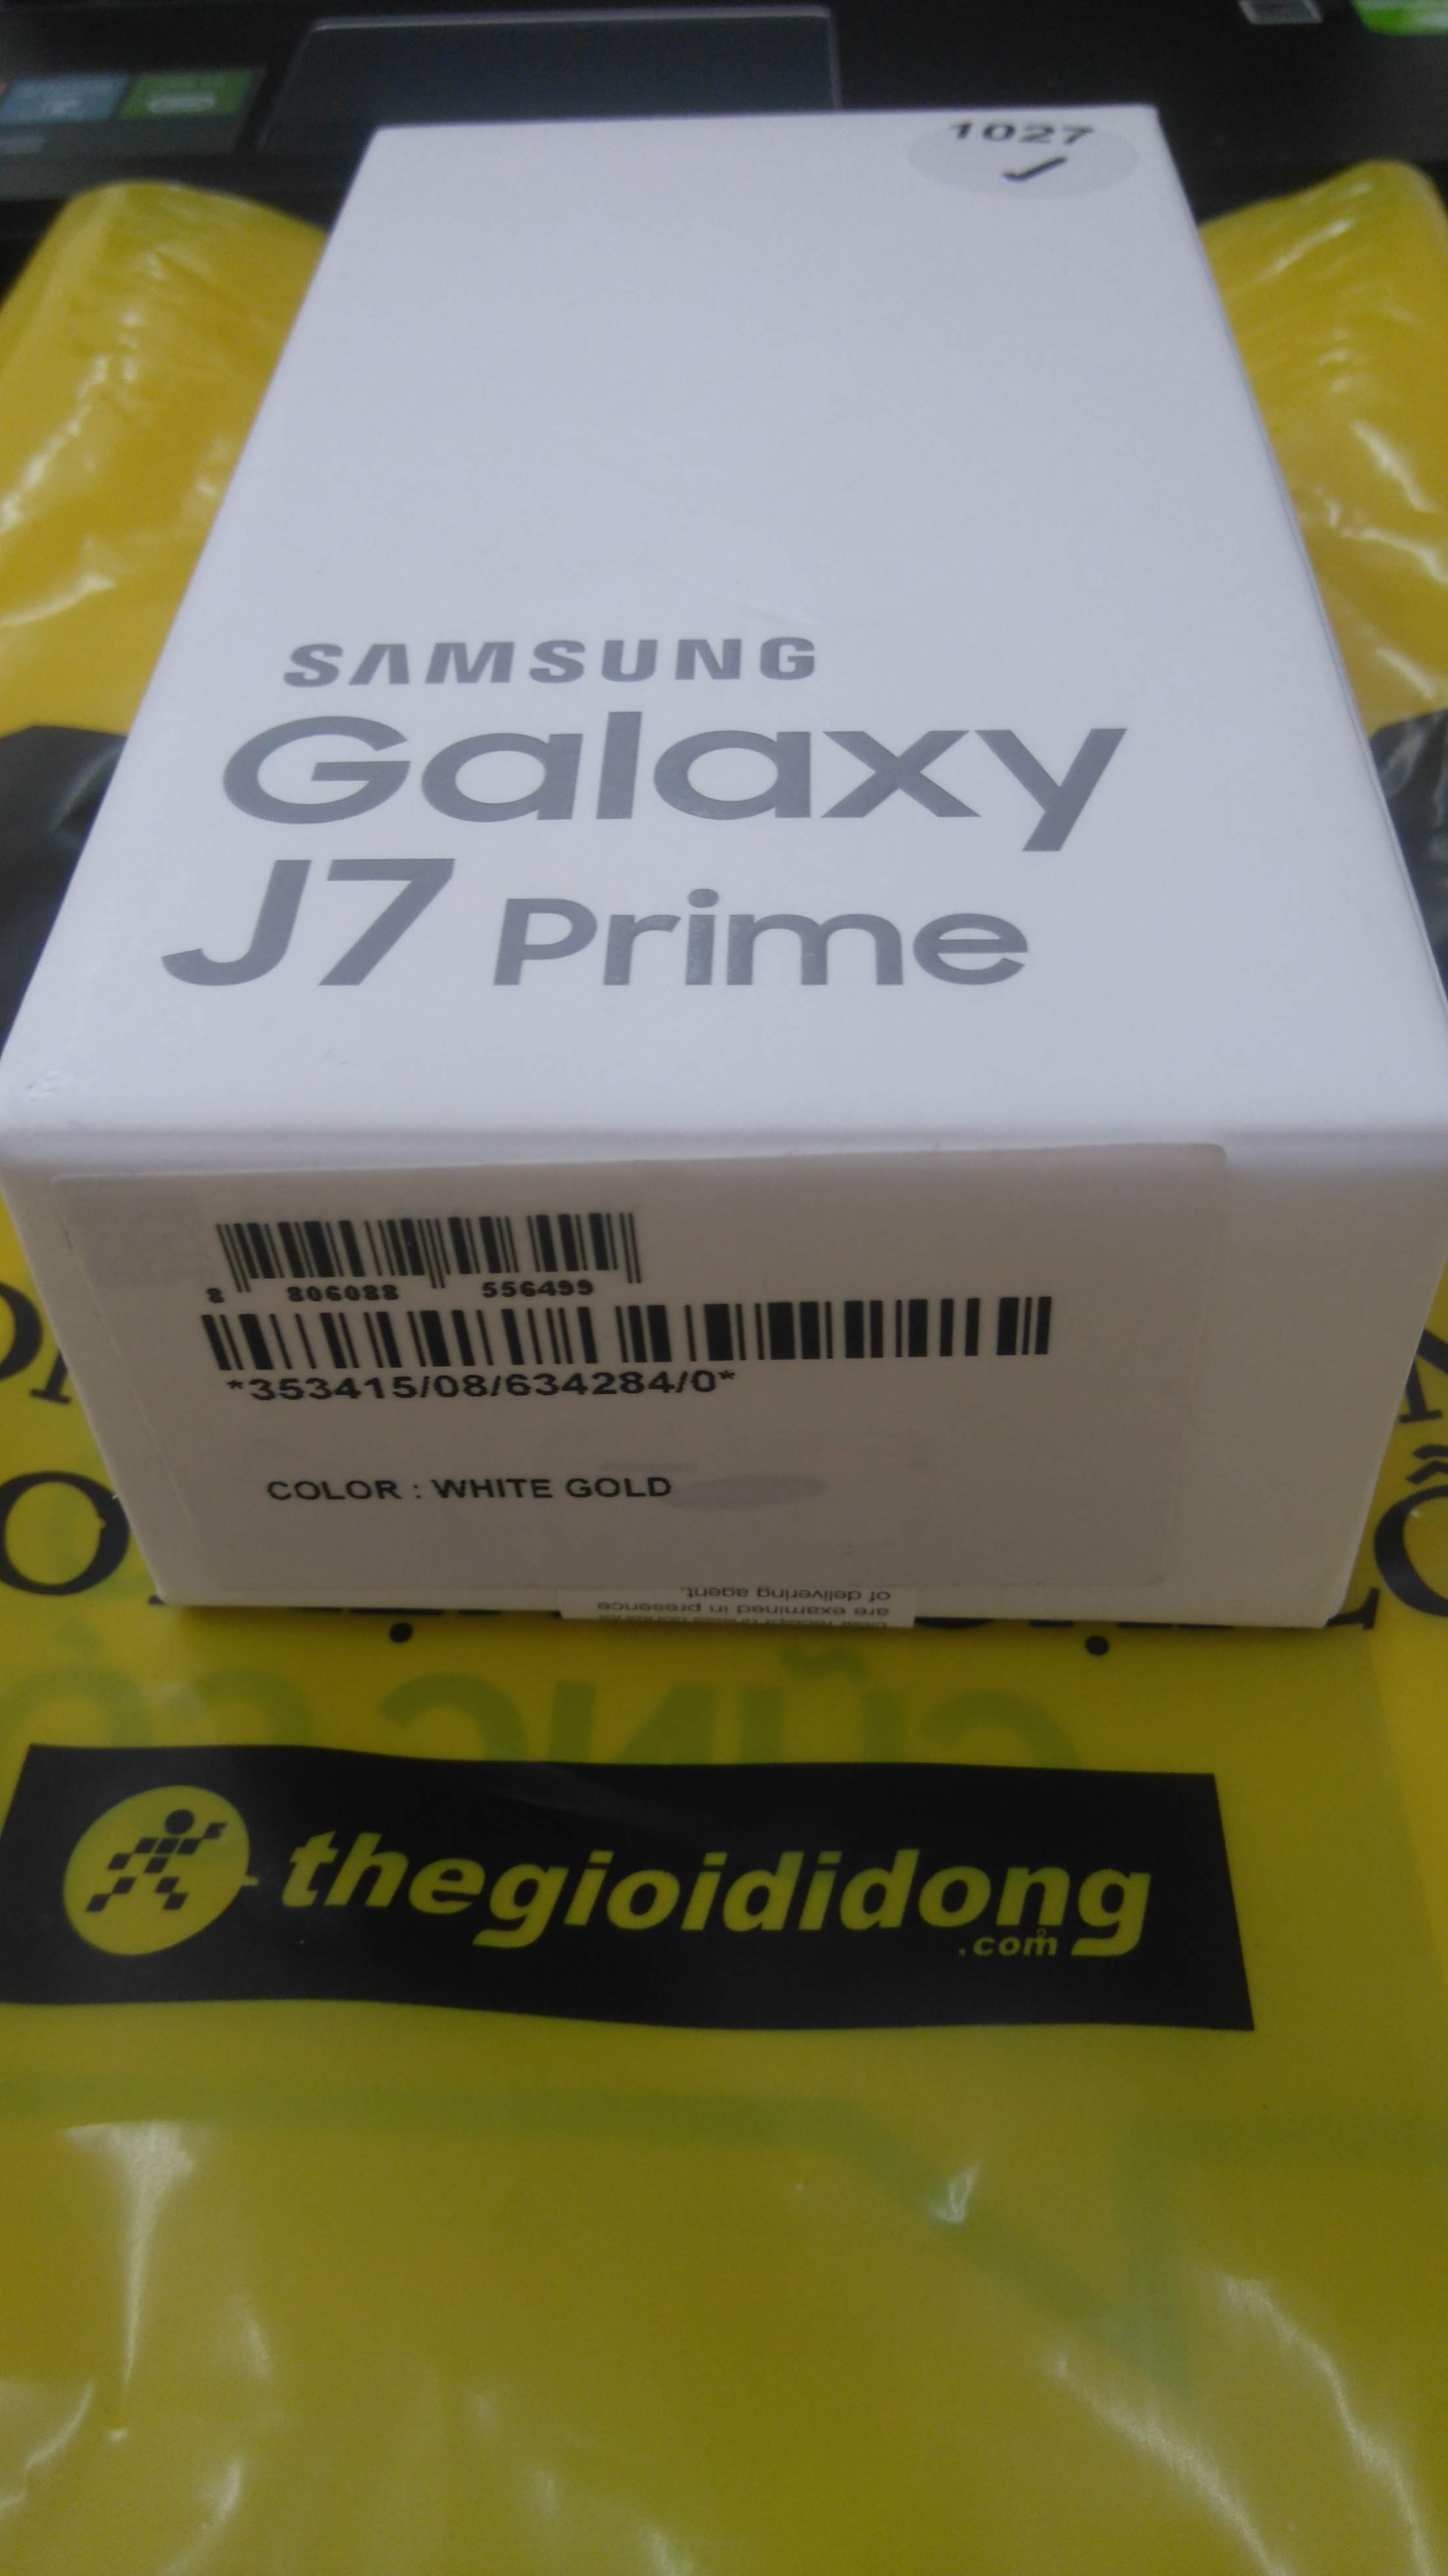 1027
SAMSUNG
Galaxy
J7 Prime
8 806088 556499
*353415/08/634284/0*
COLOR : WHITE GOLD
are examined in presence
of delivering agent.
thegioididong
.com